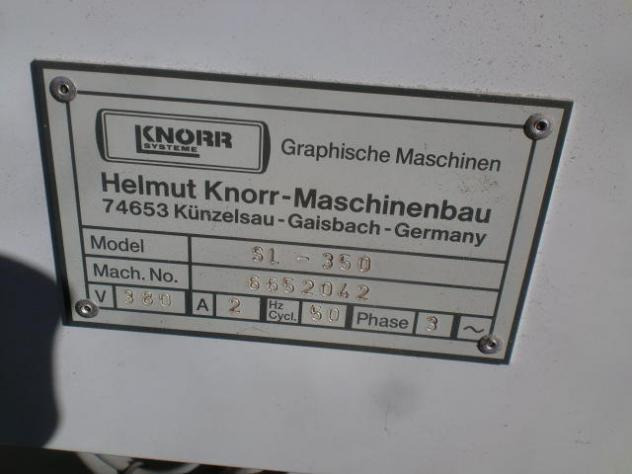 KNORR
SYSTEME
Graphische Maschinen
Helmut Knorr-Maschinenbau
74653 Künzelsau-Gaisbach-Germany
Model SL-350
Mach. No. 6652042
V 380 A 2 Hz Cycl. 50 Phase 3 ~